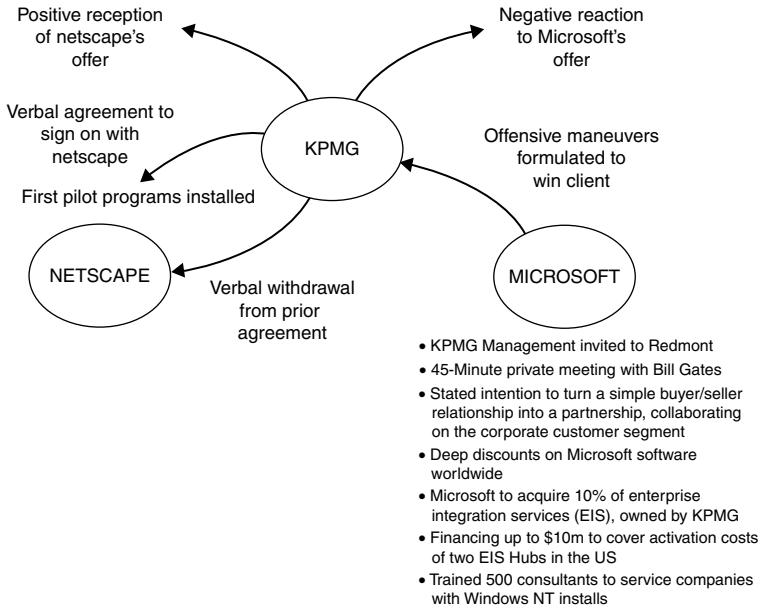 Positive reception
of netscape's
offer
Negative reaction
to Microsoft's
offer
Verbal agreement to
sign on with
netscape
KPMG
Offensive maneuvers
formulated to
win client
First pilot programs installed
NETSCAPE
MICROSOFT
Verbal withdrawal
from prior
agreement
• KPMG Management invited to Redmont
• 45-Minute private meeting with Bill Gates
• Stated intention to turn a simple buyer/seller
relationship into a partnership, collaborating
on the corporate customer segment
• Deep discounts on Microsoft software
worldwide
• Microsoft to acquire 10% of enterprise
integration services (EIS), owned by KPMG
• Financing up to $10m to cover activation costs
of two EIS Hubs in the US
• Trained 500 consultants to service companies
with Windows NT installs